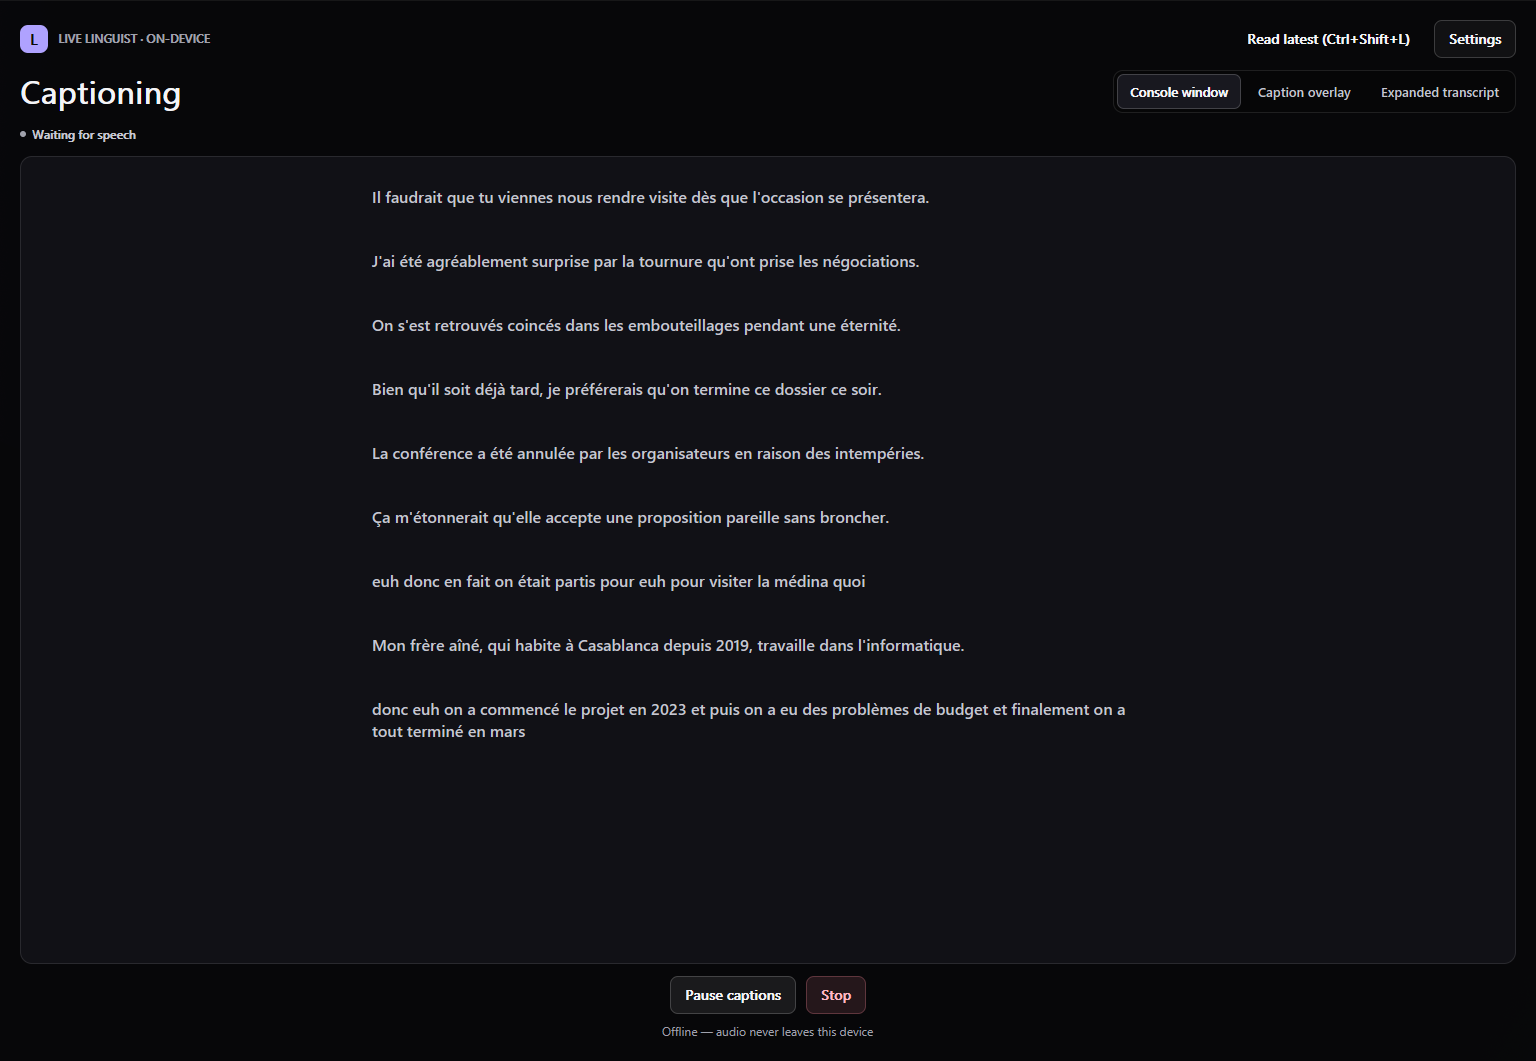 L LIVE LINGUIST · ON-DEVICE
Read latest (Ctrl+Shift+L) Settings
Captioning
Console window Caption overlay Expanded transcript
Waiting for speech
Il faudrait que tu viennes nous rendre visite dès que l'occasion se présentera.
J'ai été agréablement surprise par la tournure qu'ont prise les négociations.
On s'est retrouvés coincés dans les embouteillages pendant une éternité.
Bien qu'il soit déjà tard, je préférerais qu'on termine ce dossier ce soir.
La conférence a été annulée par les organisateurs en raison des intempéries.
Ça m'étonnerait qu'elle accepte une proposition pareille sans broncher.
euh donc en fait on était partis pour euh pour visiter la médina quoi
Mon frère aîné, qui habite à Casablanca depuis 2019, travaille dans l'informatique.
donc euh on a commencé le projet en 2023 et puis on a eu des problèmes de budget et finalement on a
tout terminé en mars
Pause captions Stop
Offline — audio never leaves this device